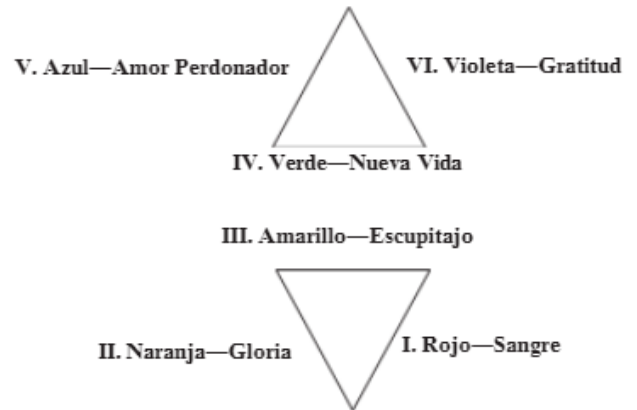 V. Azul—Amor Perdonador
VI. Violeta—Gratitud
IV. Verde—Nueva Vida
III. Amarillo—Escupitajo
II. Naranja—Gloria
I. Rojo—Sangre